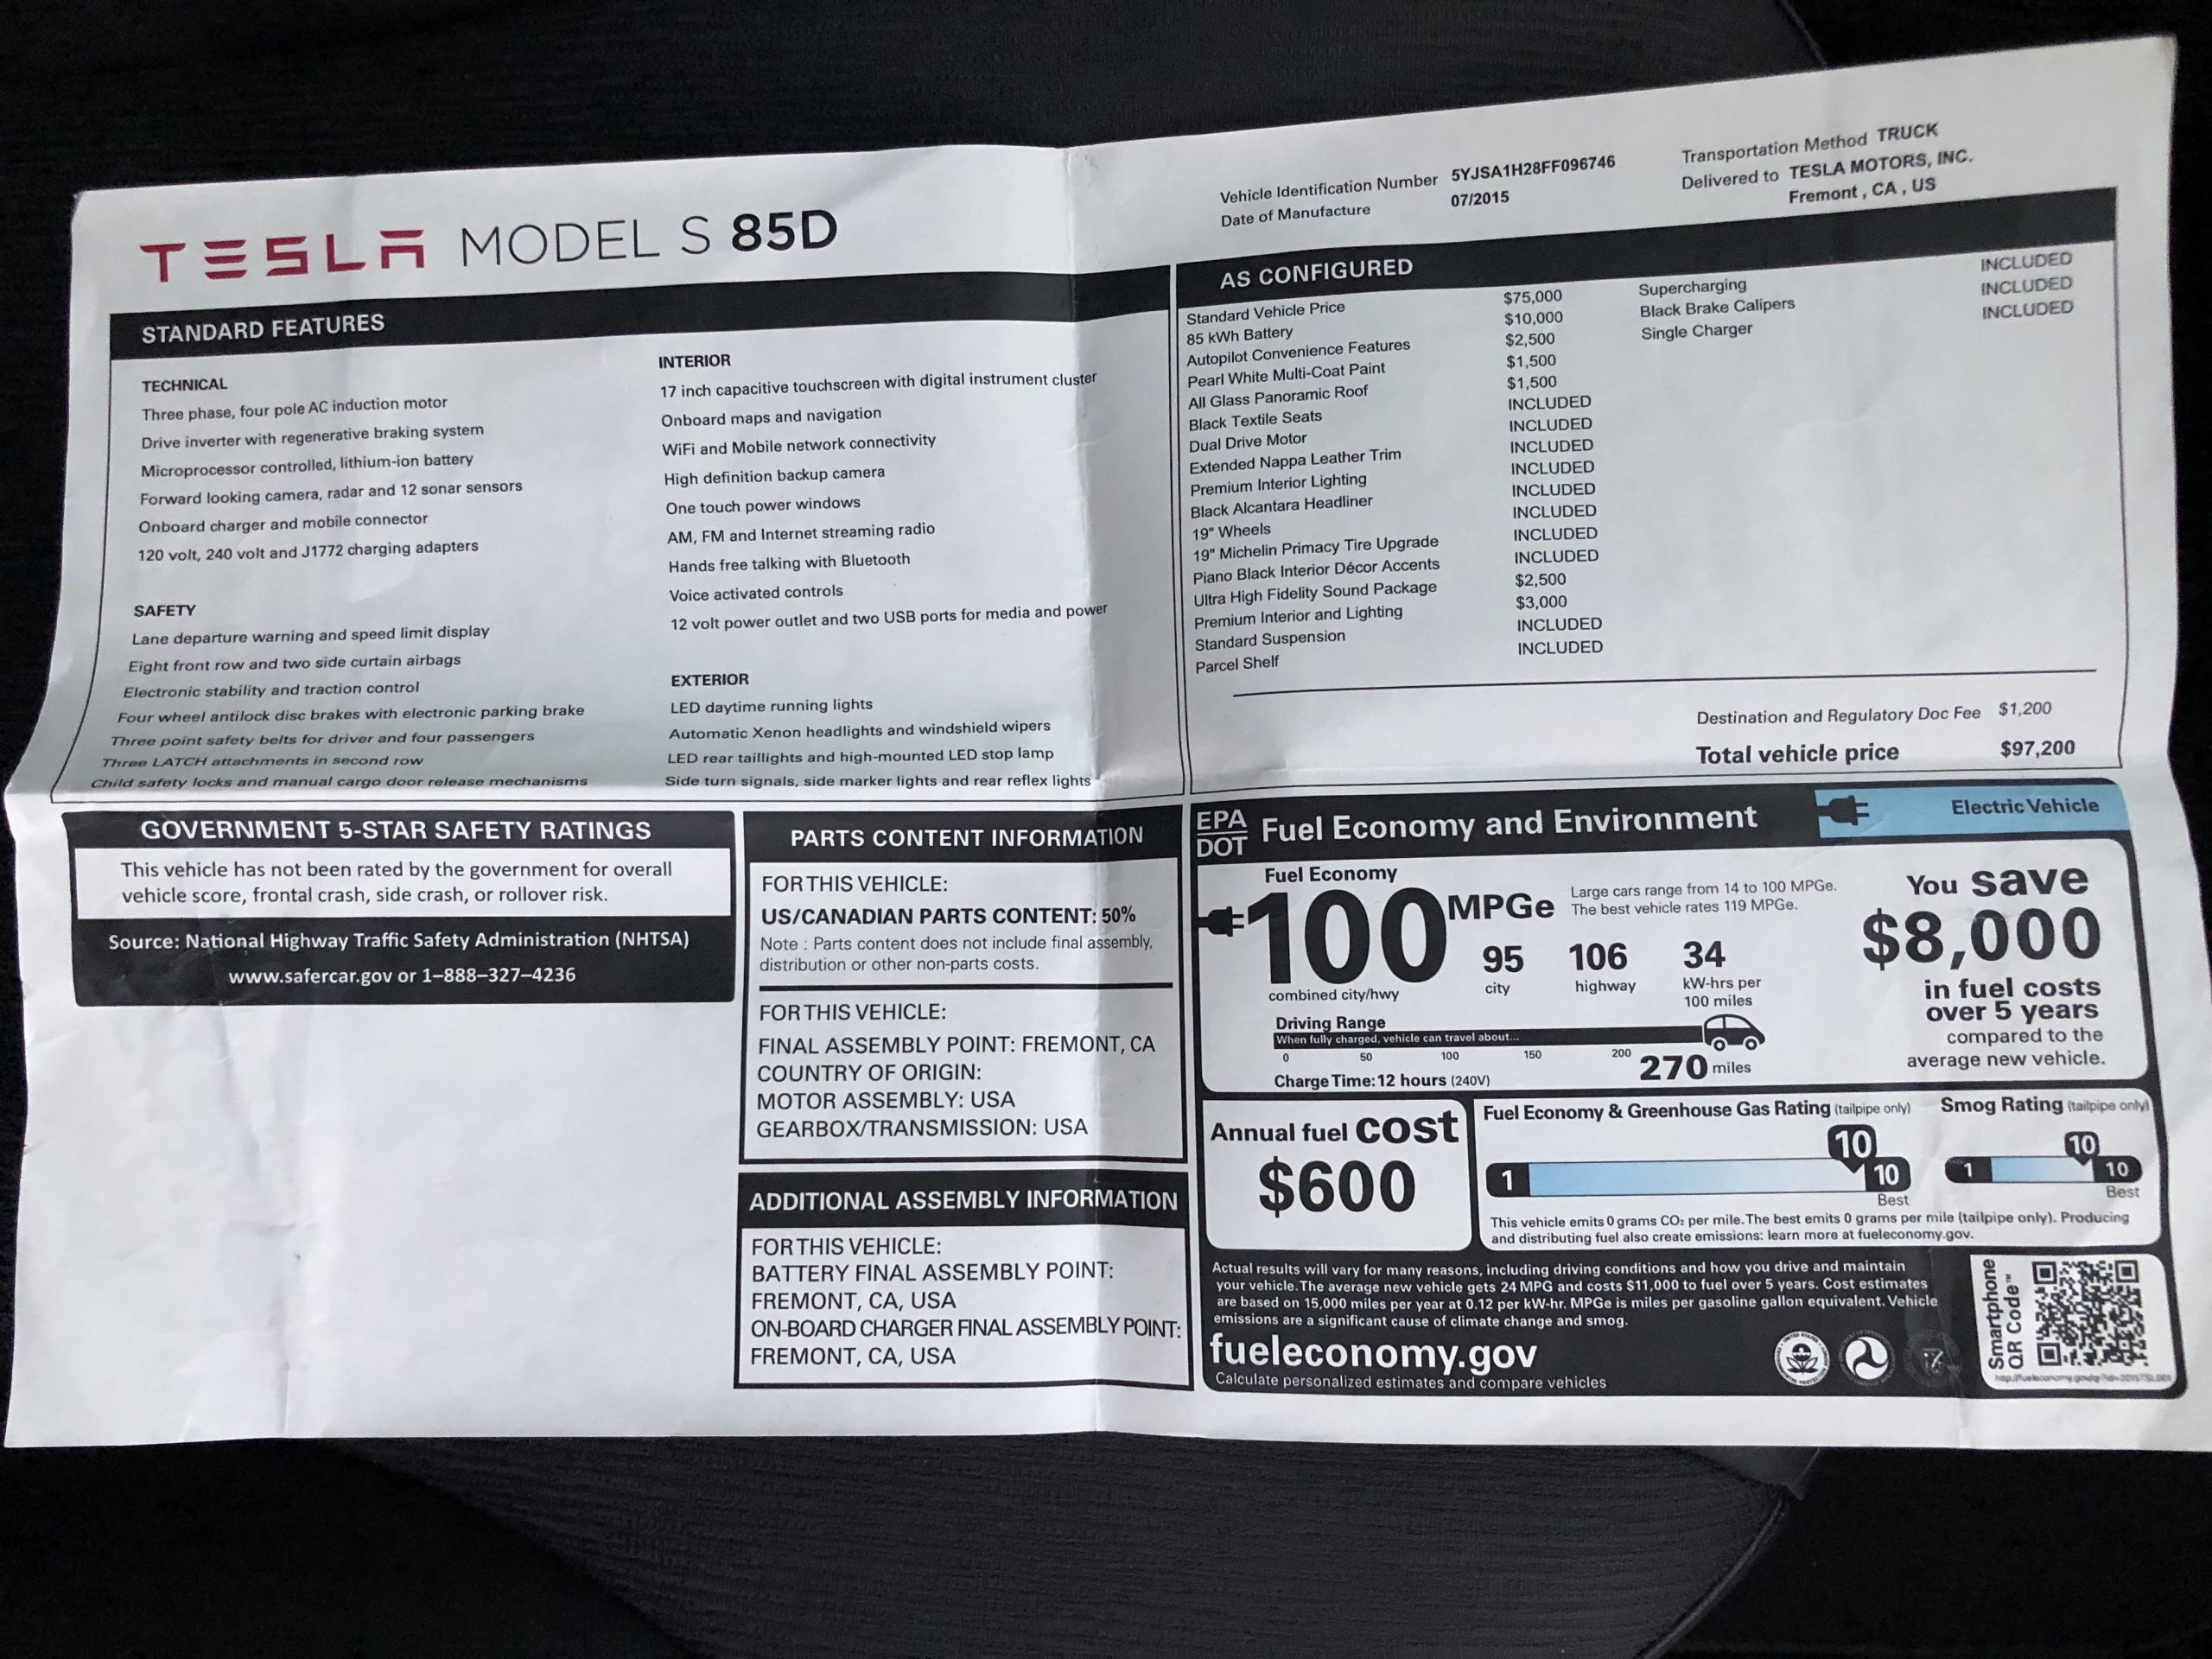 TESLA MODEL S 85D
Vehicle Identification Number 5YJSA1H28FF096746
Date of Manufacture 07/2015
Transportation Method TRUCK
Delivered to TESLA MOTORS, INC.
Fremont , CA , US
STANDARD FEATURES
TECHNICAL
Three phase, four pole AC induction motor
Drive inverter with regenerative braking system
Microprocessor controlled, lithium-ion battery
Forward looking camera, radar and 12 sonar sensors
Onboard charger and mobile connector
120 volt, 240 volt and J1772 charging adapters
SAFETY
Lane departure warning and speed limit display
Eight front row and two side curtain airbags
Electronic stability and traction control
Four wheel antilock disc brakes with electronic parking brake
Three point safety belts for driver and four passengers
Three LATCH attachments in second row
Child safety locks and manual cargo door release mechanisms
INTERIOR
17 inch capacitive touchscreen with digital instrument cluster
Onboard maps and navigation
WiFi and Mobile network connectivity
High definition backup camera
One touch power windows
AM, FM and Internet streaming radio
Hands free talking with Bluetooth
Voice activated controls
12 volt power outlet and two USB ports for media and power
EXTERIOR
LED daytime running lights
Automatic Xenon headlights and windshield wipers
LED rear taillights and high-mounted LED stop lamp
Side turn signals, side marker lights and rear reflex lights
AS CONFIGURED
Standard Vehicle Price $75,000
85 kWh Battery $10,000
Autopilot Convenience Features $2,500
Pearl White Multi-Coat Paint $1,500
All Glass Panoramic Roof $1,500
Black Textile Seats INCLUDED
Dual Drive Motor INCLUDED
Extended Nappa Leather Trim INCLUDED
Premium Interior Lighting INCLUDED
Black Alcantara Headliner INCLUDED
19" Wheels INCLUDED
19" Michelin Primacy Tire Upgrade INCLUDED
Piano Black Interior Décor Accents INCLUDED
Ultra High Fidelity Sound Package $2,500
Premium Interior and Lighting $3,000
Standard Suspension INCLUDED
Parcel Shelf INCLUDED
Supercharging INCLUDED
Black Brake Calipers INCLUDED
Single Charger INCLUDED
Destination and Regulatory Doc Fee $1,200
Total vehicle price $97,200
GOVERNMENT 5-STAR SAFETY RATINGS
This vehicle has not been rated by the government for overall
vehicle score, frontal crash, side crash, or rollover risk.
Source: National Highway Traffic Safety Administration (NHTSA)
www.safercar.gov or 1–888–327–4236
PARTS CONTENT INFORMATION
FOR THIS VEHICLE:
US/CANADIAN PARTS CONTENT: 50%
Note : Parts content does not include final assembly,
distribution or other non-parts costs.
FOR THIS VEHICLE:
FINAL ASSEMBLY POINT: FREMONT, CA
COUNTRY OF ORIGIN:
MOTOR ASSEMBLY: USA
GEARBOX/TRANSMISSION: USA
ADDITIONAL ASSEMBLY INFORMATION
FOR THIS VEHICLE:
BATTERY FINAL ASSEMBLY POINT:
FREMONT, CA, USA
ON-BOARD CHARGER FINAL ASSEMBLY POINT:
FREMONT, CA, USA
EPA
DOT
Fuel Economy and Environment
Electric Vehicle
Fuel Economy
100 MPGe
combined city/hwy
95
city
106
highway
34
kW-hrs per
100 miles
Large cars range from 14 to 100 MPGe.
The best vehicle rates 119 MPGe.
Driving Range
When fully charged, vehicle can travel about...
0 50 100 150 200 270 miles
Charge Time: 12 hours (240V)
You save
$8,000
in fuel costs
over 5 years
compared to the
average new vehicle.
Annual fuel cost
$600
Fuel Economy & Greenhouse Gas Rating (tailpipe only)
10
1 10
Best
Smog Rating (tailpipe only)
10
1 10
Best
This vehicle emits 0 grams CO₂ per mile. The best emits 0 grams per mile (tailpipe only). Producing
and distributing fuel also create emissions: learn more at fueleconomy.gov.
Actual results will vary for many reasons, including driving conditions and how you drive and maintain
your vehicle. The average new vehicle gets 24 MPG and costs $11,000 to fuel over 5 years. Cost estimates
are based on 15,000 miles per year at 0.12 per kW-hr. MPGe is miles per gasoline gallon equivalent. Vehicle
emissions are a significant cause of climate change and smog.
fueleconomy.gov
Calculate personalized estimates and compare vehicles
Smartphone
QR Code™